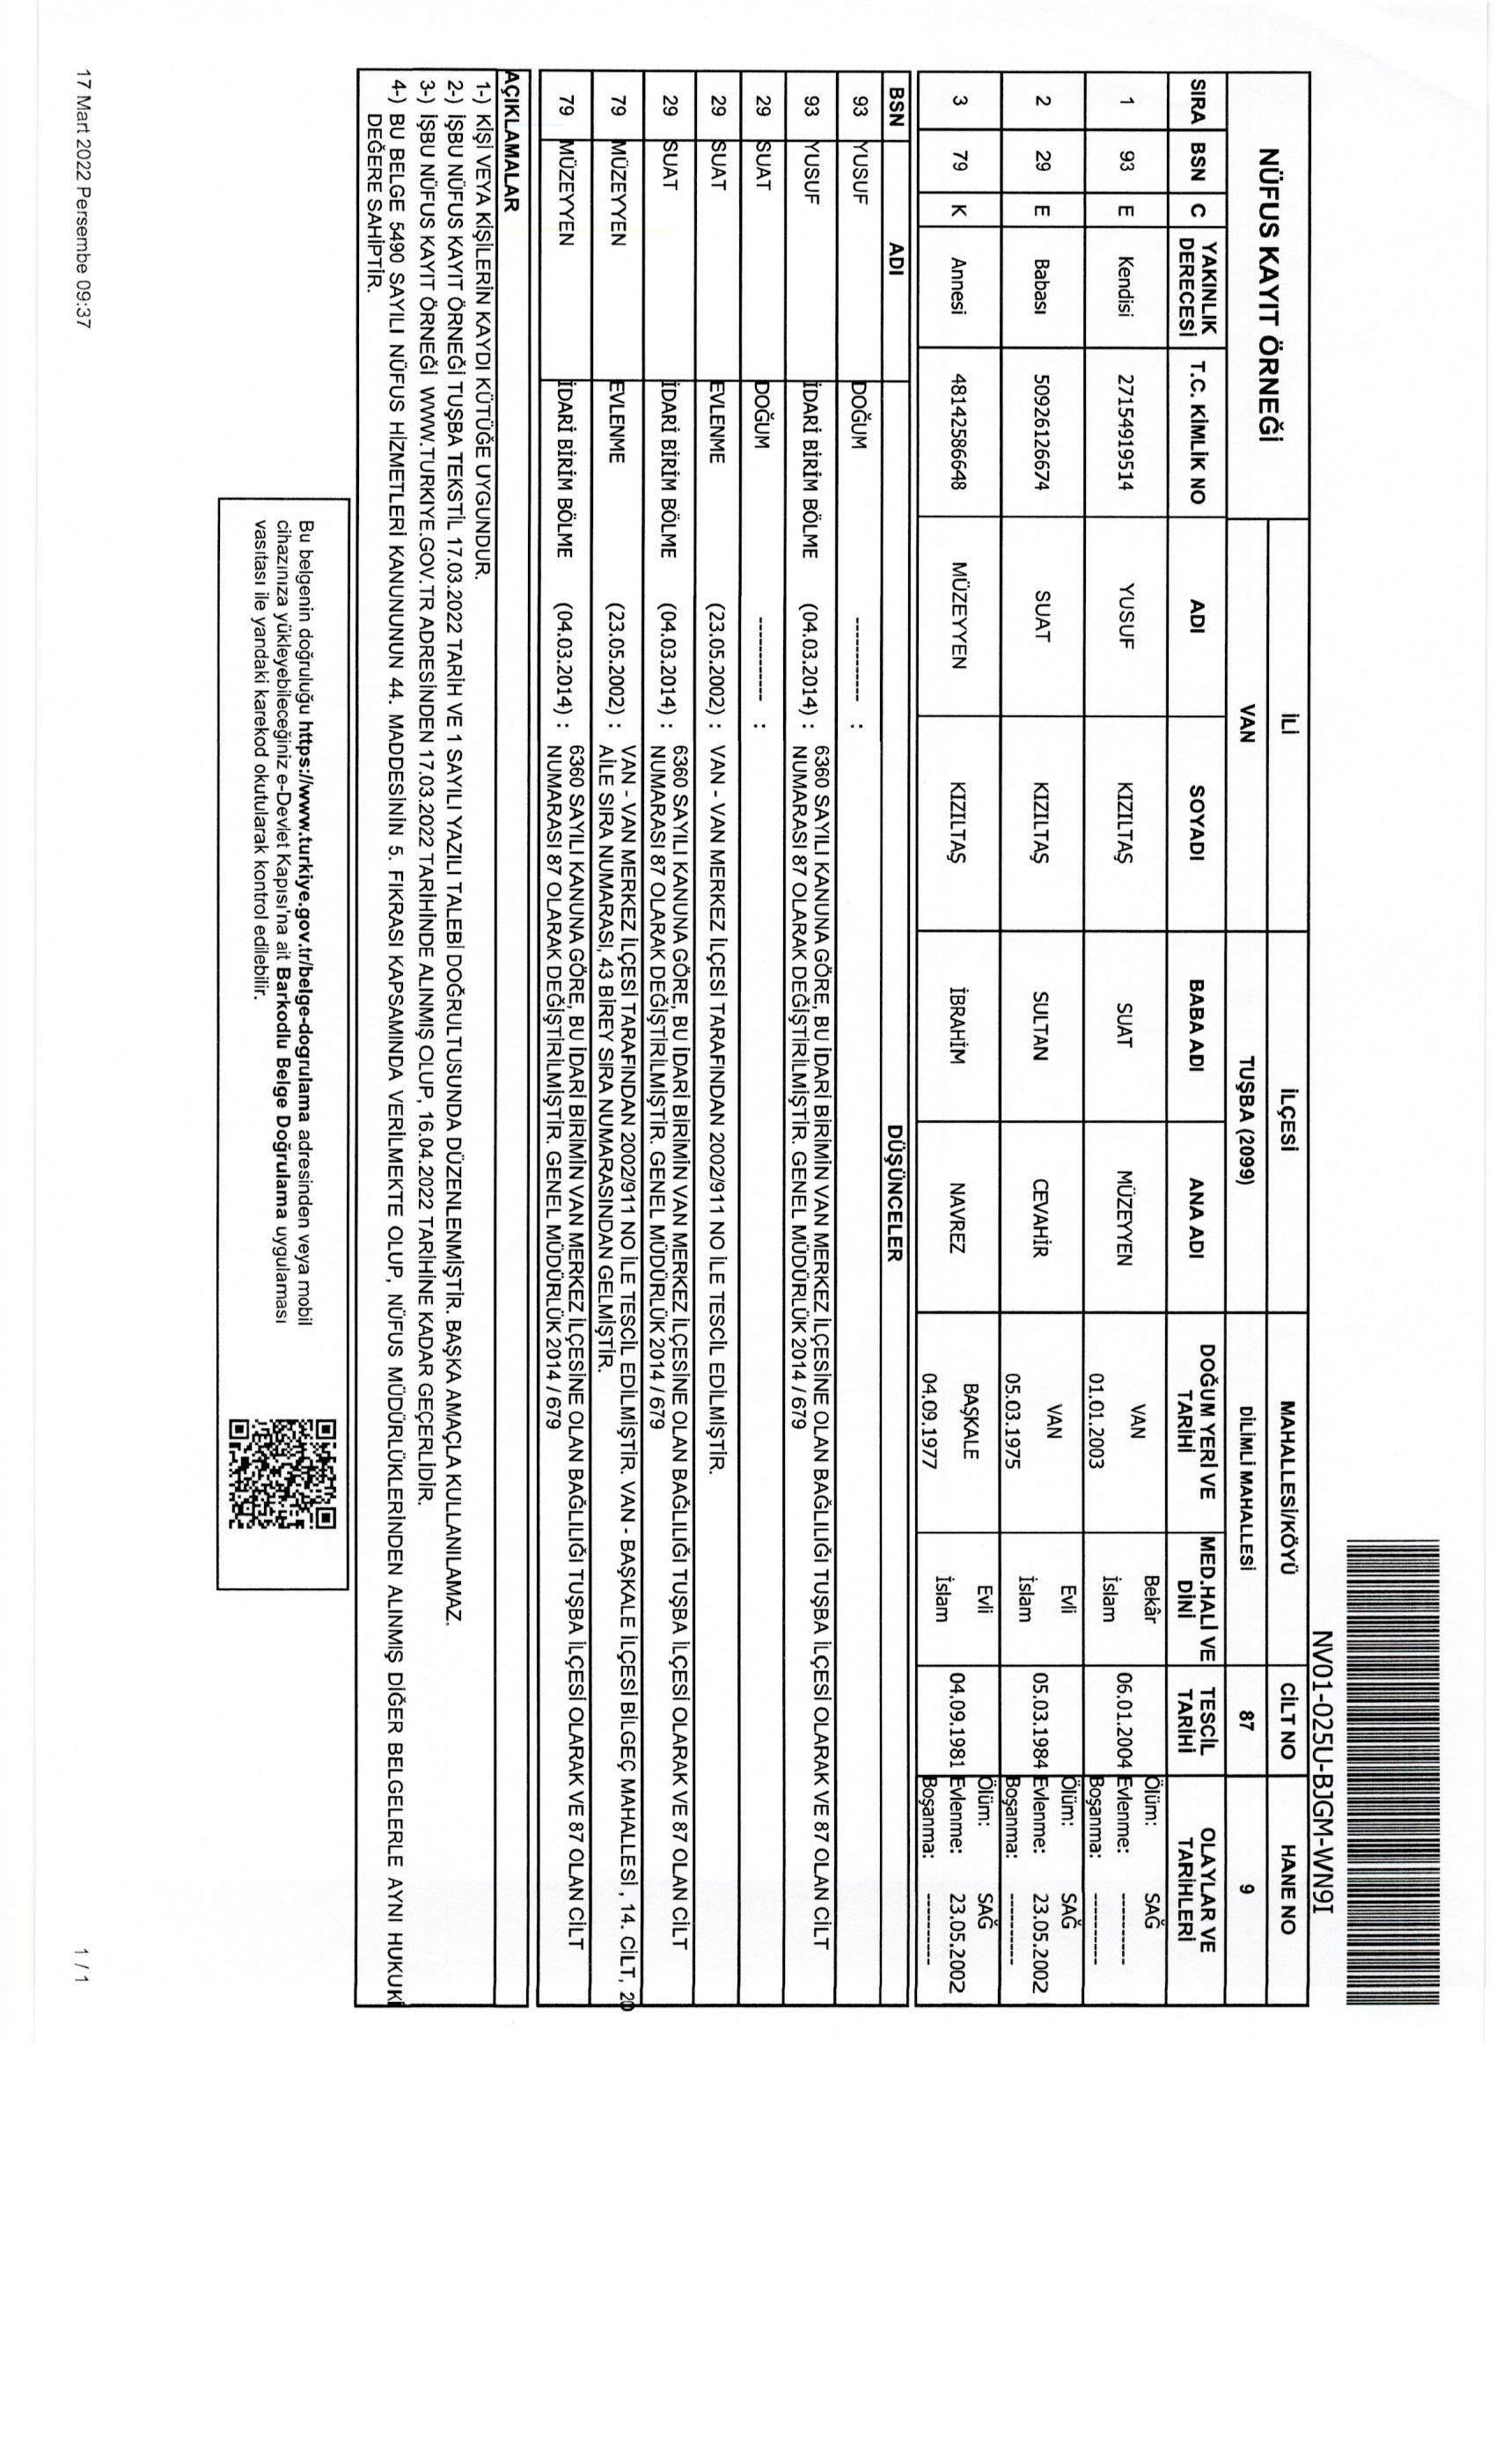 NV01-025U-BJGM-WN9I
NÜFUS KAYIT ÖRNEĞİ
İLİ İLÇESİ MAHALLESİ/KÖYÜ CİLT NO HANE NO
VAN TUŞBA (2099) DİLİMLİ MAHALLESİ 87 9
SIRA BSN C YAKINLIK DERECESİ T.C. KİMLİK NO ADI SOYADI BABA ADI ANA ADI DOĞUM YERİ VE TARİHİ MED.HALİ VE DİNİ TESCİL TARİHİ OLAYLAR VE TARİHLERİ
1 93 E Kendisi 27154919514 YUSUF KIZILTAŞ SUAT MÜZEYYEN VAN 01.01.2003 Bekâr İslam 06.01.2004 Ölüm: SAĞ Evlenme: ----------- Boşanma: -----------
2 29 E Babası 50926126674 SUAT KIZILTAŞ SULTAN CEVAHİR VAN 05.03.1975 Evli İslam 05.03.1984 Ölüm: SAĞ Evlenme: 23.05.2002 Boşanma: -----------
3 79 K Annesi 48142586648 MÜZEYYEN KIZILTAŞ İBRAHİM NAVREZ BAŞKALE 04.09.1977 Evli İslam 04.09.1981 Ölüm: SAĞ Evlenme: 23.05.2002 Boşanma: -----------
BSN ADI DÜŞÜNCELER
93 YUSUF DOĞUM ------------ :
93 YUSUF İDARİ BİRİM BÖLME (04.03.2014) : 6360 SAYILI KANUNA GÖRE, BU İDARİ BİRİMİN VAN MERKEZ İLÇESİNE OLAN BAĞLILIĞI TUŞBA İLÇESİ OLARAK VE 87 OLAN CİLT
NUMARASI 87 OLARAK DEĞİŞTİRİLMİŞTİR. GENEL MÜDÜRLÜK 2014 / 679
29 SUAT DOĞUM ------------ :
29 SUAT EVLENME (23.05.2002) : VAN - VAN MERKEZ İLÇESİ TARAFINDAN 2002/911 NO İLE TESCİL EDİLMİŞTİR.
29 SUAT İDARİ BİRİM BÖLME (04.03.2014) : 6360 SAYILI KANUNA GÖRE, BU İDARİ BİRİMİN VAN MERKEZ İLÇESİNE OLAN BAĞLILIĞI TUŞBA İLÇESİ OLARAK VE 87 OLAN CİLT
NUMARASI 87 OLARAK DEĞİŞTİRİLMİŞTİR. GENEL MÜDÜRLÜK 2014 / 679
79 MÜZEYYEN EVLENME (23.05.2002) : VAN - VAN MERKEZ İLÇESİ TARAFINDAN 2002/911 NO İLE TESCİL EDİLMİŞTİR. VAN - BAŞKALE İLÇESİ BİLGEÇ MAHALLESİ , 14. CİLT, 20
AİLE SIRA NUMARASI, 43 BİREY SIRA NUMARASINDAN GELMİŞTİR.
79 MÜZEYYEN İDARİ BİRİM BÖLME (04.03.2014) : 6360 SAYILI KANUNA GÖRE, BU İDARİ BİRİMİN VAN MERKEZ İLÇESİNE OLAN BAĞLILIĞI TUŞBA İLÇESİ OLARAK VE 87 OLAN CİLT
NUMARASI 87 OLARAK DEĞİŞTİRİLMİŞTİR. GENEL MÜDÜRLÜK 2014 / 679
AÇIKLAMALAR
1-) KİŞİ VEYA KİŞİLERİN KAYDI KÜTÜĞE UYGUNDUR.
2-) İŞBU NÜFUS KAYIT ÖRNEĞİ TUŞBA TEKSTİL 17.03.2022 TARİH VE 1 SAYILI YAZILI TALEBİ DOĞRULTUSUNDA DÜZENLENMİŞTİR. BAŞKA AMAÇLA KULLANILAMAZ.
3-) İŞBU NÜFUS KAYIT ÖRNEĞİ WWW.TURKIYE.GOV.TR ADRESİNDEN 17.03.2022 TARİHİNDE ALINMIŞ OLUP, 16.04.2022 TARİHİNE KADAR GEÇERLİDİR.
4-) BU BELGE 5490 SAYILI NÜFUS HİZMETLERİ KANUNUNUN 44. MADDESİNİN 5. FIKRASI KAPSAMINDA VERİLMEKTE OLUP, NÜFUS MÜDÜRLÜKLERİNDEN ALINMIŞ DİĞER BELGELERLE AYNI HUKUKİ
DEĞERE SAHİPTİR.
Bu belgenin doğruluğu https://www.turkiye.gov.tr/belge-dogrulama adresinden veya mobil
cihazınıza yükleyebileceğiniz e-Devlet Kapısı'na ait Barkodlu Belge Doğrulama uygulaması
vasıtası ile yandaki karekod okutularak kontrol edilebilir.
17 Mart 2022 Persembe 09:37
1 / 1